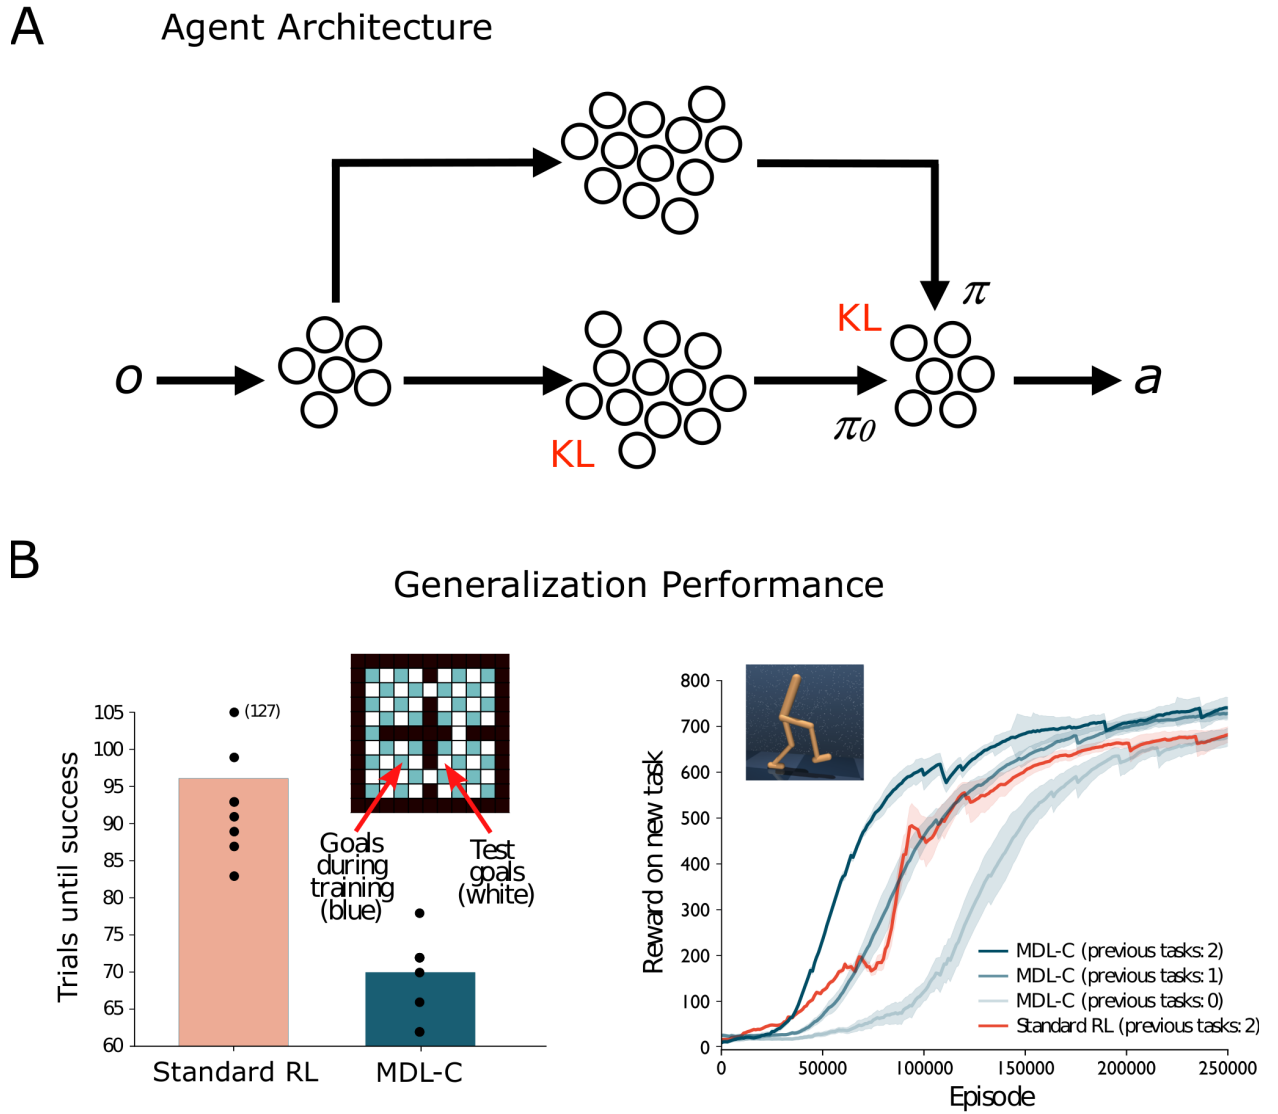 A
Agent Architecture
o
KL
KL
π
π0
a
B
Generalization Performance
Trials until success
105
100
95
90
85
80
75
70
65
60
(127)
Standard RL
MDL-C
Goals
during
training
(blue)
Test
goals
(white)
Reward on new task
800
700
600
500
400
300
200
100
0
0
50000
100000
150000
200000
250000
Episode
MDL-C (previous tasks: 2)
MDL-C (previous tasks: 1)
MDL-C (previous tasks: 0)
Standard RL (previous tasks: 2)